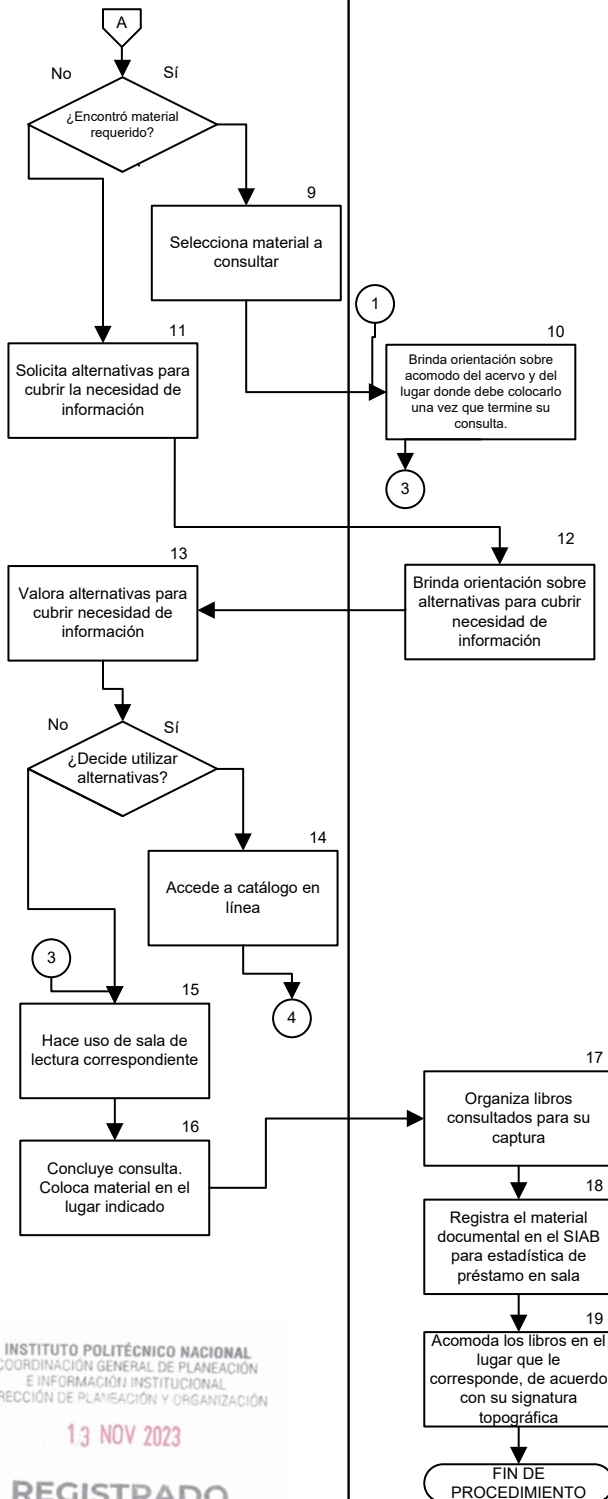 A
No
Sí
¿Encontró material
requerido?
9
Selecciona material a
consultar
1
11
Solicita alternativas para
cubrir la necesidad de
información
10
Brinda orientación sobre
acomodo del acervo y del
lugar donde debe colocarlo
una vez que termine su
consulta.
3
12
Brinda orientación sobre
alternativas para cubrir
necesidad de
información
13
Valora alternativas para
cubrir necesidad de
información
No
Sí
¿Decide utilizar
alternativas?
14
Accede a catálogo en
línea
4
3
15
Hace uso de sala de
lectura correspondiente
16
Concluye consulta.
Coloca material en el
lugar indicado
17
Organiza libros
consultados para su
captura
18
Registra el material
documental en el SIAB
para estadística de
préstamo en sala
19
Acomoda los libros en el
lugar que le
corresponde, de acuerdo
con su signatura
topográfica
FIN DE
PROCEDIMIENTO
INSTITUTO POLITÉCNICO NACIONAL
COORDINACIÓN GENERAL DE PLANEACIÓN
E INFORMACIÓN INSTITUCIONAL
DE PLANEACIÓN Y ORGANIZACIÓN
13 NOV 2023
REGISTRADO